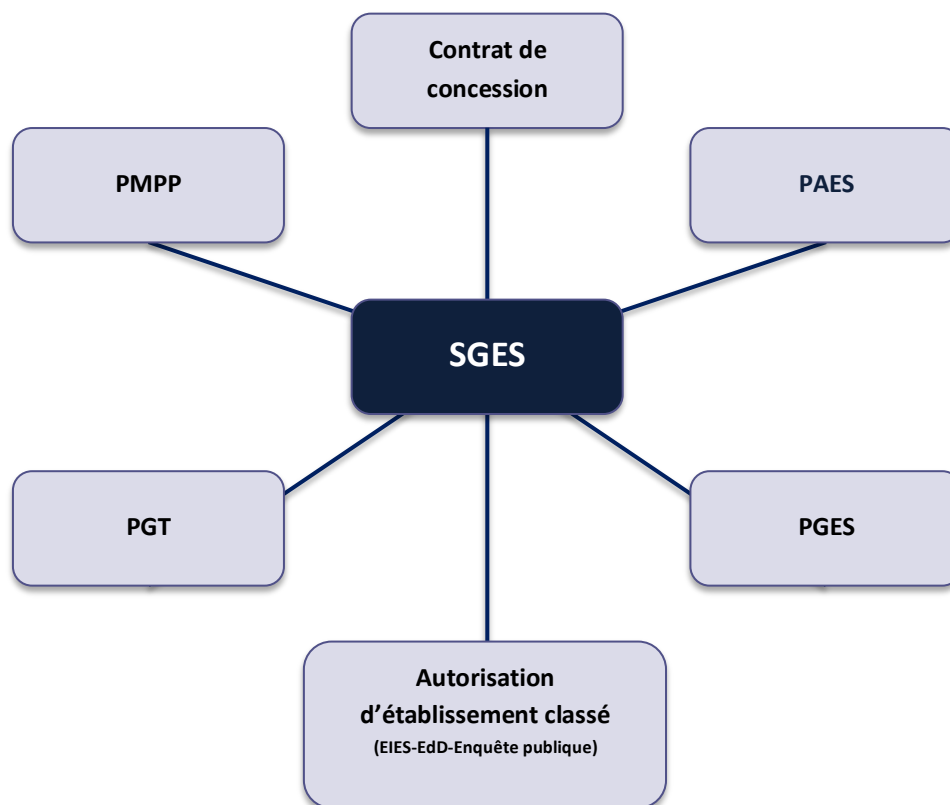 Contrat de
concession
PMPP
PAES
SGES
PGT
PGES
Autorisation
d’établissement classé
(EIES-EdD-Enquête publique)